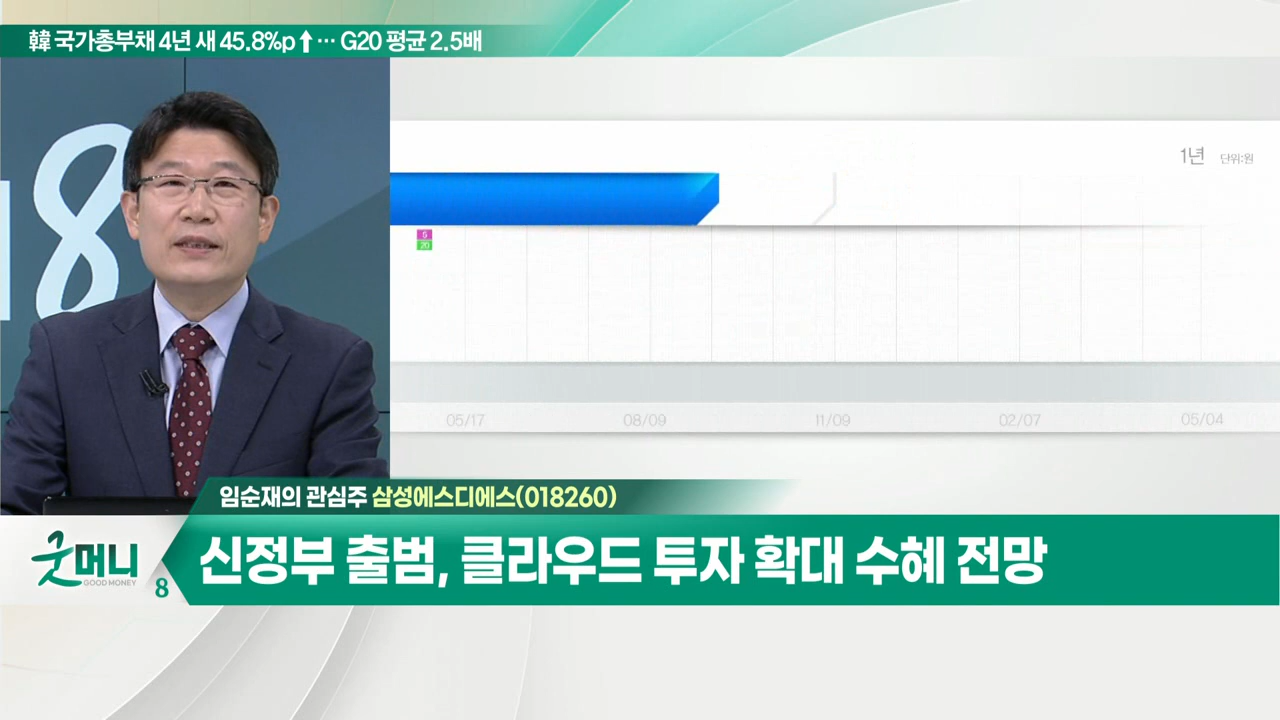 韓 국가총부채 4년 새 45.8%p↑… G20 평균 2.5배
8
1년 단위:원
5
20
05/17 08/09 11/09 02/07 05/04
임순재의 관심주 삼성에스디에스(018260)
굿머니
GOOD MONEY
8
신정부 출범, 클라우드 투자 확대 수혜 전망